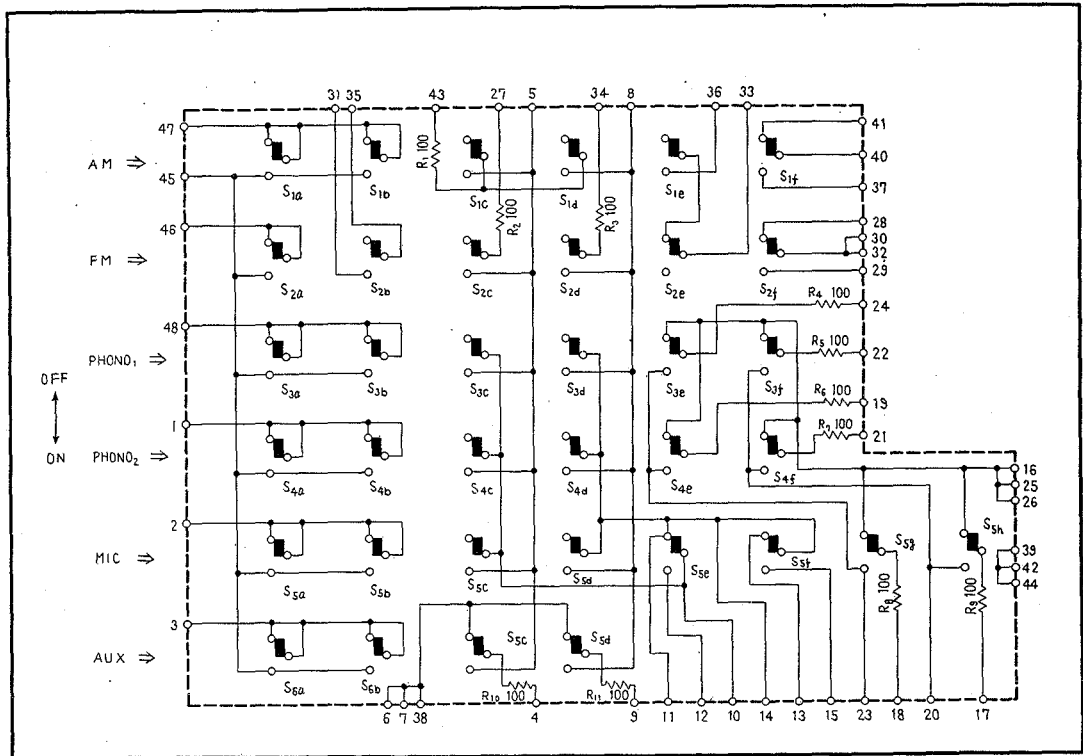 31 35 43 27 5 34 8 36 33
47 41
R1 100
40
AM ⇒
45 S1a S1b S1c S1d S1e S1f 37
R2 100 R3 100
46 28
30
FM ⇒ 32
29
S2a S2b S2c S2d S2e S2f
R4 100 24
48
R5 100 22
PHONO1 ⇒
OFF S3a S3b S3c S3d S3e S3f
R6 100 19
1 R7 100 21
ON PHONO2 ⇒
S4a S4b S4c S4d S4e S4f 16
25
26
2
S5g S5h
MIC ⇒ 39
42
S5a S5b S5c S5d S5e S5f 44
R8 100 R9 100
3
AUX ⇒ S5c S5d
S6a S6b
R10 100 R11 100
6 7 38 4 9 11 12 10 14 13 15 23 18 20 17